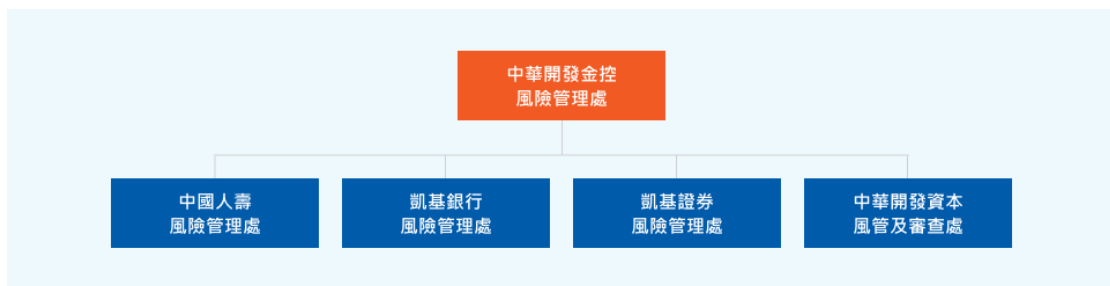 中華開發金控
風險管理處
中國人壽
風險管理處
凱基銀行
風險管理處
凱基證券
風險管理處
中華開發資本
風管及審查處